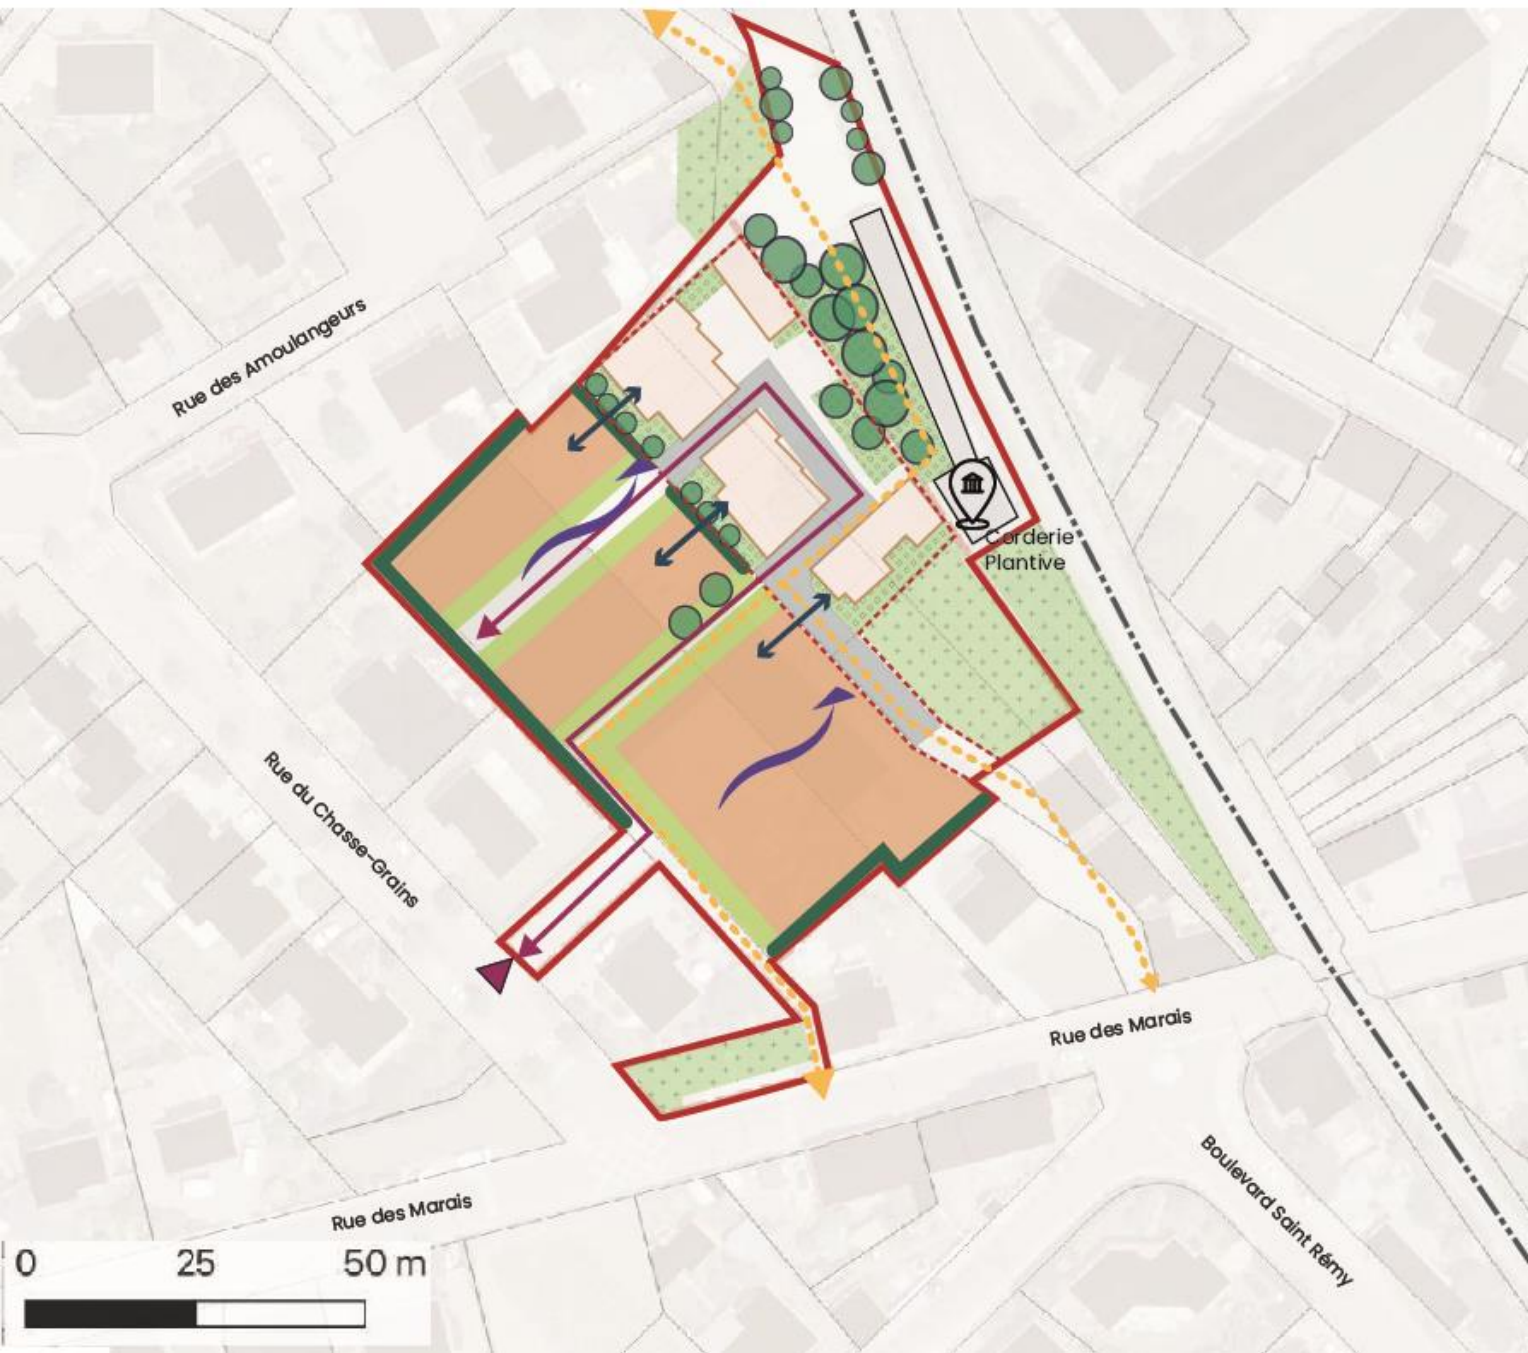 Rue des Amoulangeurs
Corderie
Plantive
Rue du Chasse-Grains
Rue des Marais
Boulevard Saint Rémy
Rue des Marais
0 25 50 m